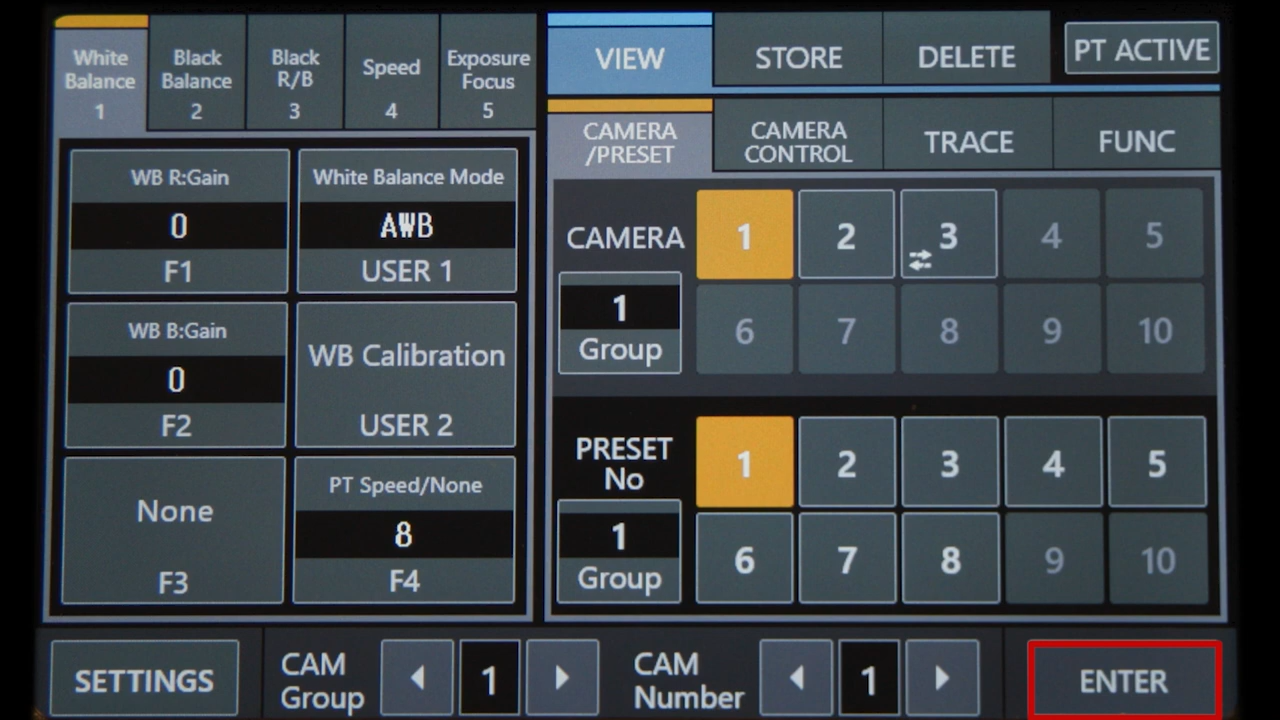 White Balance 1
Black Balance 2
Black R/B 3
Speed 4
Exposure Focus 5
WB R:Gain
0
F1
White Balance Mode
AWB
USER 1
WB B:Gain
0
F2
WB Calibration
USER 2
None
F3
PT Speed/None
8
F4
VIEW
STORE
DELETE
PT ACTIVE
CAMERA
/PRESET
CAMERA
CONTROL
TRACE
FUNC
CAMERA
1 2 3 4 5
1
Group
6 7 8 9 10
PRESET
No
1 2 3 4 5
1
Group
6 7 8 9 10
SETTINGS
CAM
Group
1
CAM
Number
1
ENTER